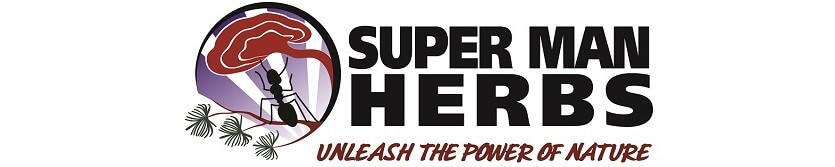 SUPER MAN
HERBS
UNLEASH THE POWER OF NATURE